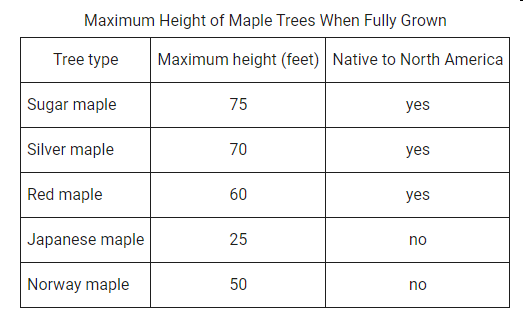 Maximum Height of Maple Trees When Fully Grown
Tree type Maximum height (feet) Native to North America
Sugar maple 75 yes
Silver maple 70 yes
Red maple 60 yes
Japanese maple 25 no
Norway maple 50 no